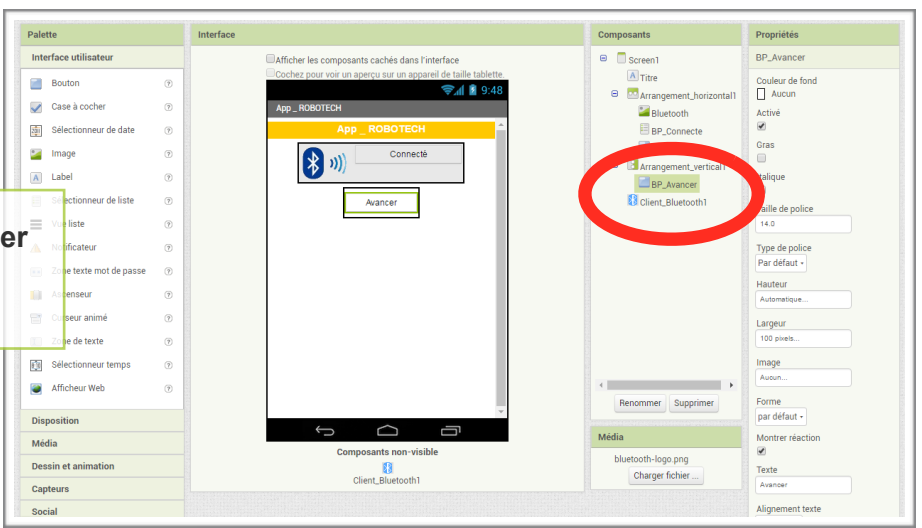 Palette
Interface utilisateur
Bouton
Case à cocher
Sélectionneur de date
Image
Label
Sélectionneur de liste
Vue liste
er
Notificateur
Zone texte mot de passe
Ascenseur
Curseur animé
Zone de texte
Sélectionneur temps
Afficheur Web
Disposition
Média
Dessin et animation
Capteurs
Social
Interface
Afficher les composants cachés dans l'interface
Cochez pour voir un aperçu sur un appareil de taille tablette.
9:48
App_ ROBOTECH
App _ ROBOTECH
Connecté
Avancer
Composants non-visible
Client_Bluetooth1
Composants
Screen1
Titre
Arrangement_horizontal1
Bluetooth
BP_Connecte
Arrangement_vertical1
BP_Avancer
Client_Bluetooth1
Renommer Supprimer
Média
bluetooth-logo.png
Charger fichier ...
Propriétés
BP_Avancer
Couleur de fond
Aucun
Activé
Gras
Italique
Taille de police
14.0
Type de police
Par défaut
Hauteur
Automatique...
Largeur
100 pixels...
Image
Aucun...
Forme
par défaut
Montrer réaction
Texte
Avancer
Alignement texte